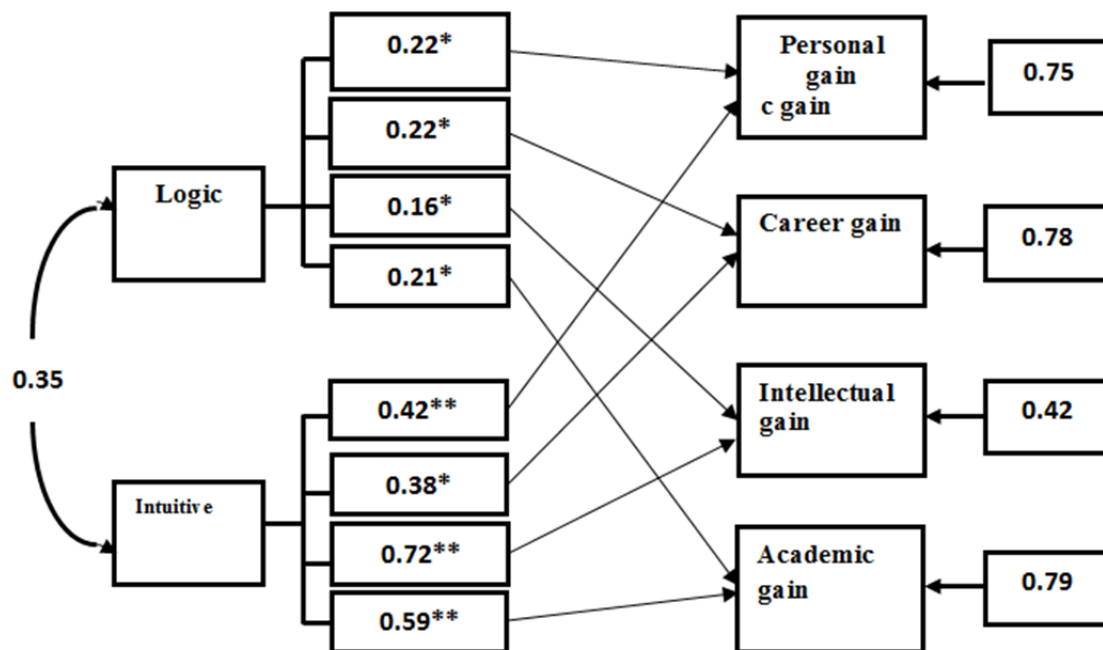 0.22*
0.22*
Logic
0.16*
0.21*
0.35
0.42**
0.38*
Intuitive
0.72**
0.59**
Personal
gain
c gain
0.75
Career gain
0.78
Intellectual
gain
0.42
Academic
gain
0.79